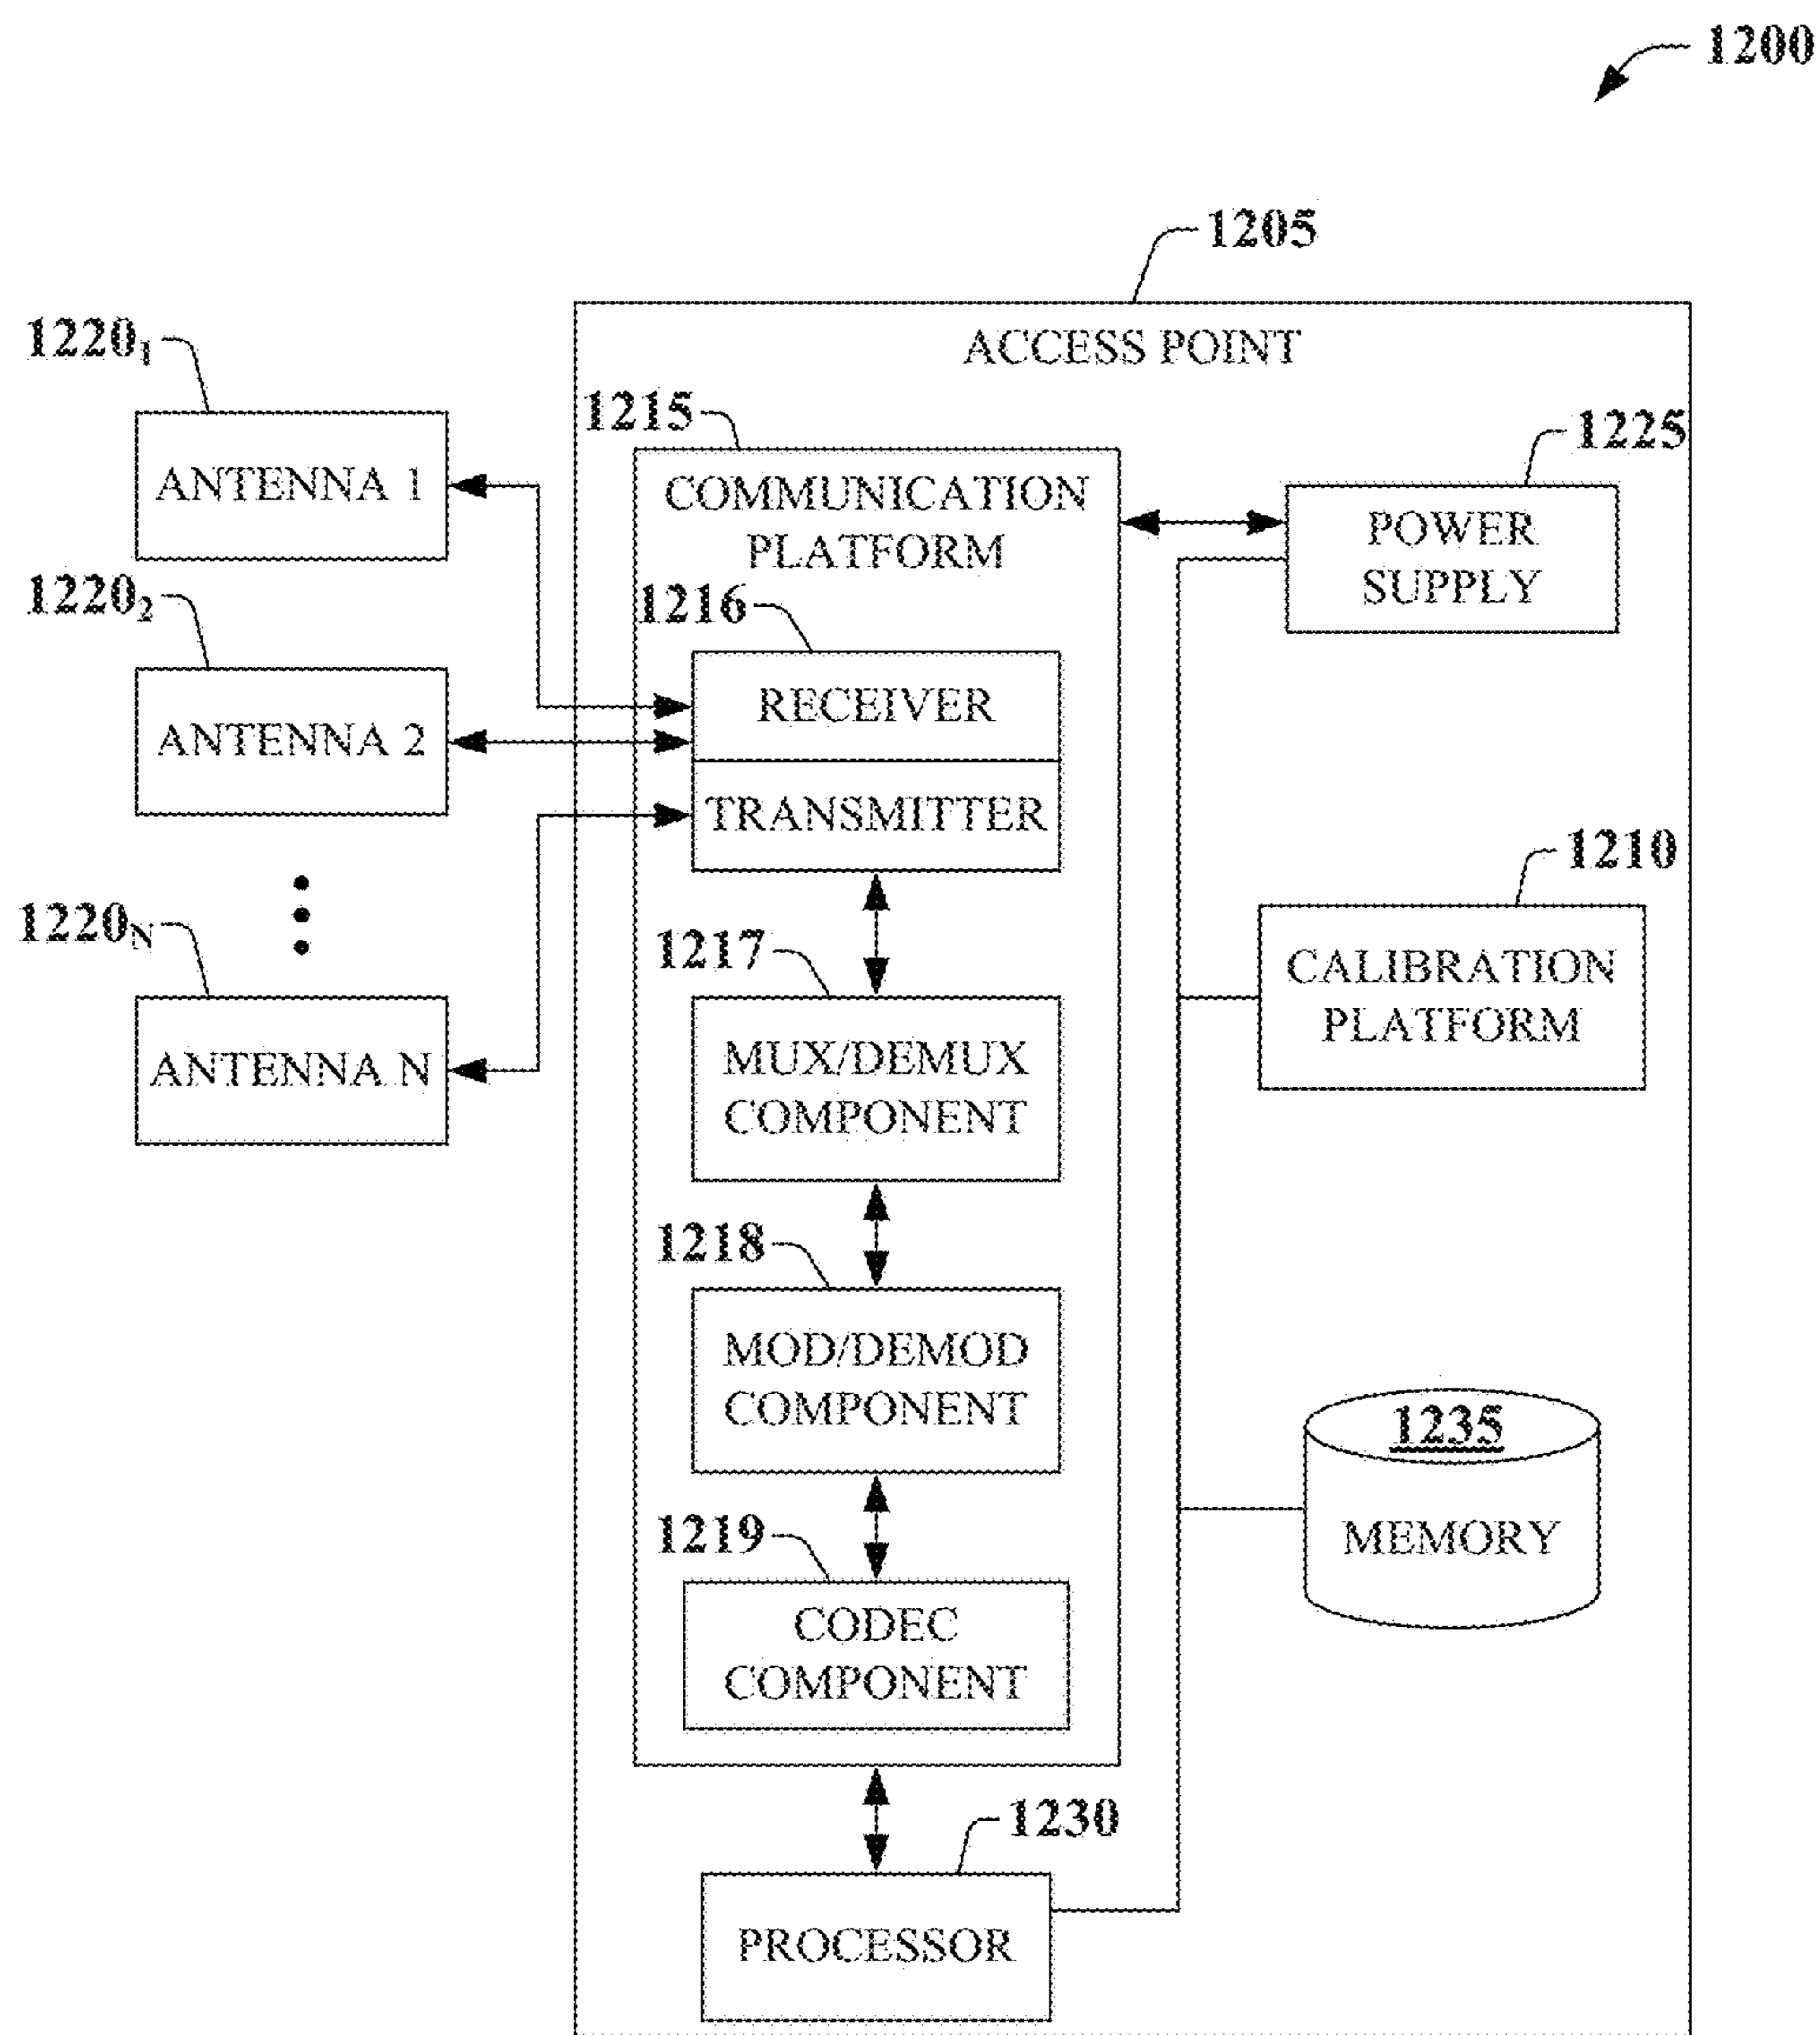 1200
1205
ACCESS POINT
1220₁
ANTENNA 1
1220₂
ANTENNA 2
1220N
ANTENNA N
1215
COMMUNICATION
PLATFORM
1216
RECEIVER
TRANSMITTER
1217
MUX/DEMUX
COMPONENT
1218
MOD/DEMOD
COMPONENT
1219
CODEC
COMPONENT
1230
PROCESSOR
1225
POWER
SUPPLY
1210
CALIBRATION
PLATFORM
1235
MEMORY